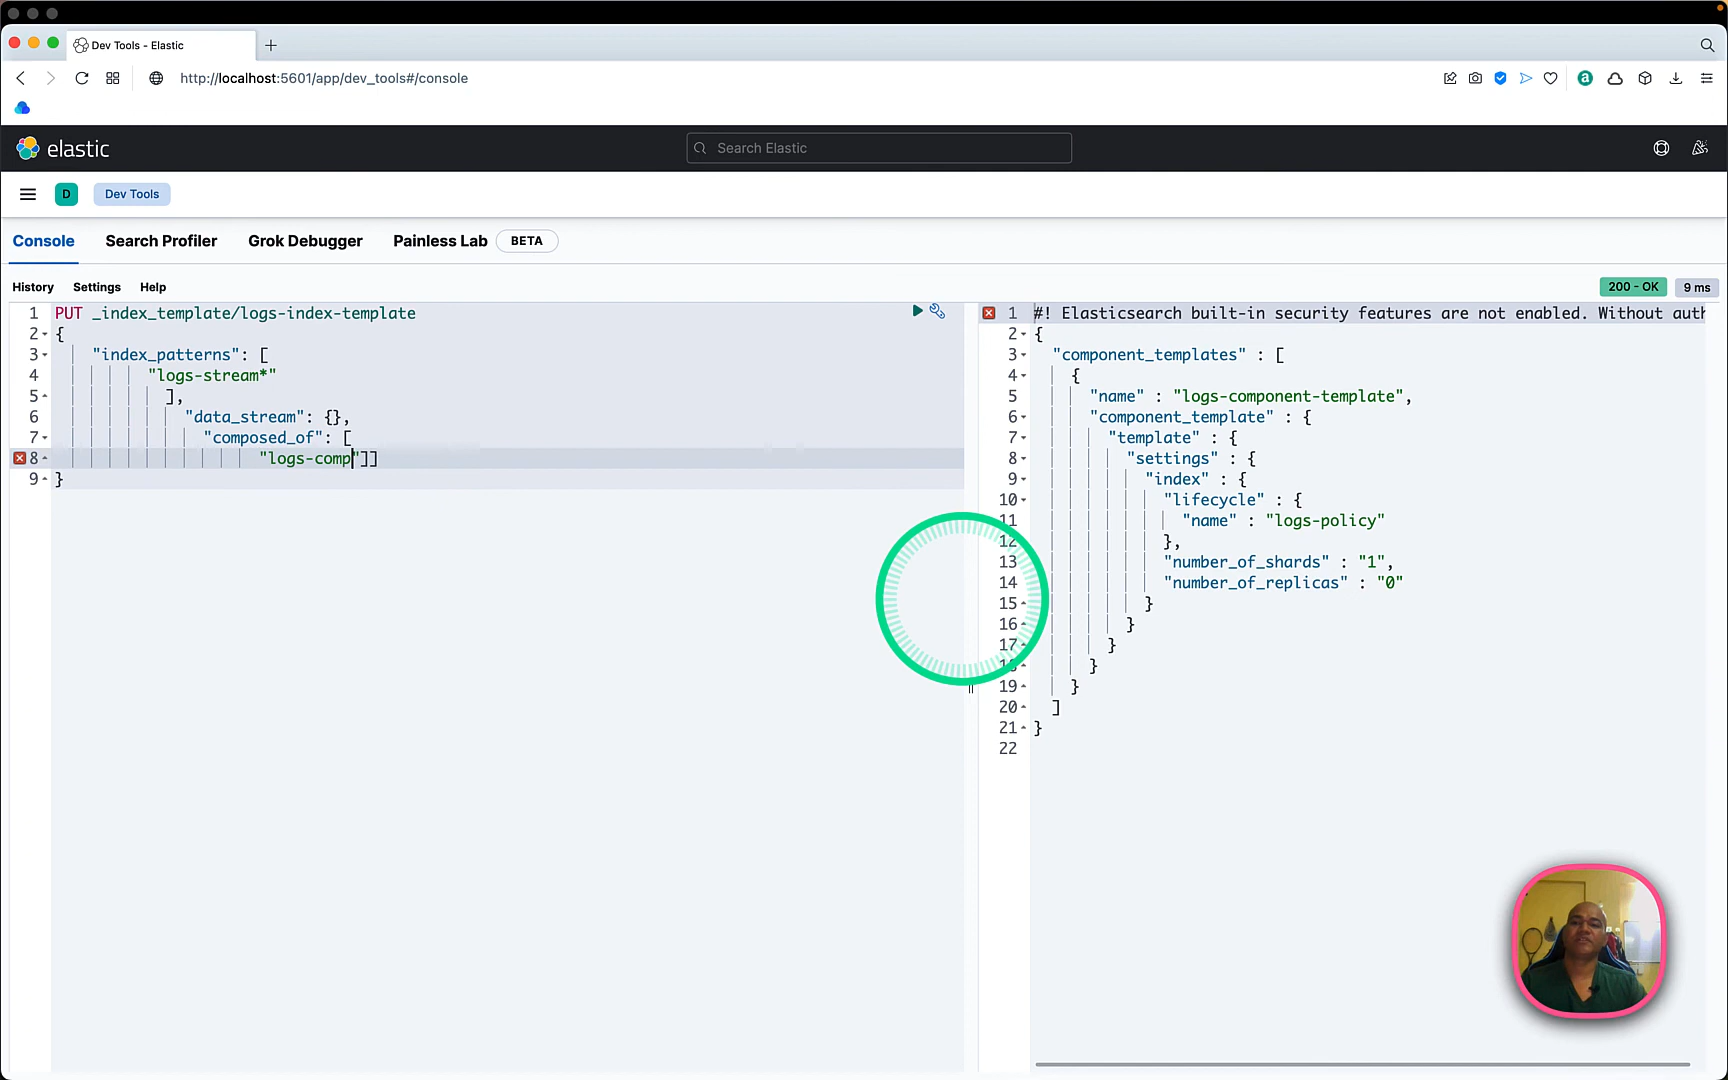 Dev Tools - Elastic
http://localhost:5601/app/dev_tools#/console
elastic
Search Elastic
D
Dev Tools
Console
Search Profiler
Grok Debugger
Painless Lab
BETA
History
Settings
Help
200 - OK
9 ms
1 PUT _index_template/logs-index-template
2 {
3 "index_patterns": [
4 "logs-stream*"
5 ],
6 "data_stream": {},
7 "composed_of": [
8 "logs-comp"]]
9 }
1 #! Elasticsearch built-in security features are not enabled. Without auth
2 {
3 "component_templates" : [
4 {
5 "name" : "logs-component-template",
6 "component_template" : {
7 "template" : {
8 "settings" : {
9 "index" : {
10 "lifecycle" : {
11 "name" : "logs-policy"
12 },
13 "number_of_shards" : "1",
14 "number_of_replicas" : "0"
15 }
16 }
17 }
18 }
19 }
20 ]
21 }
22